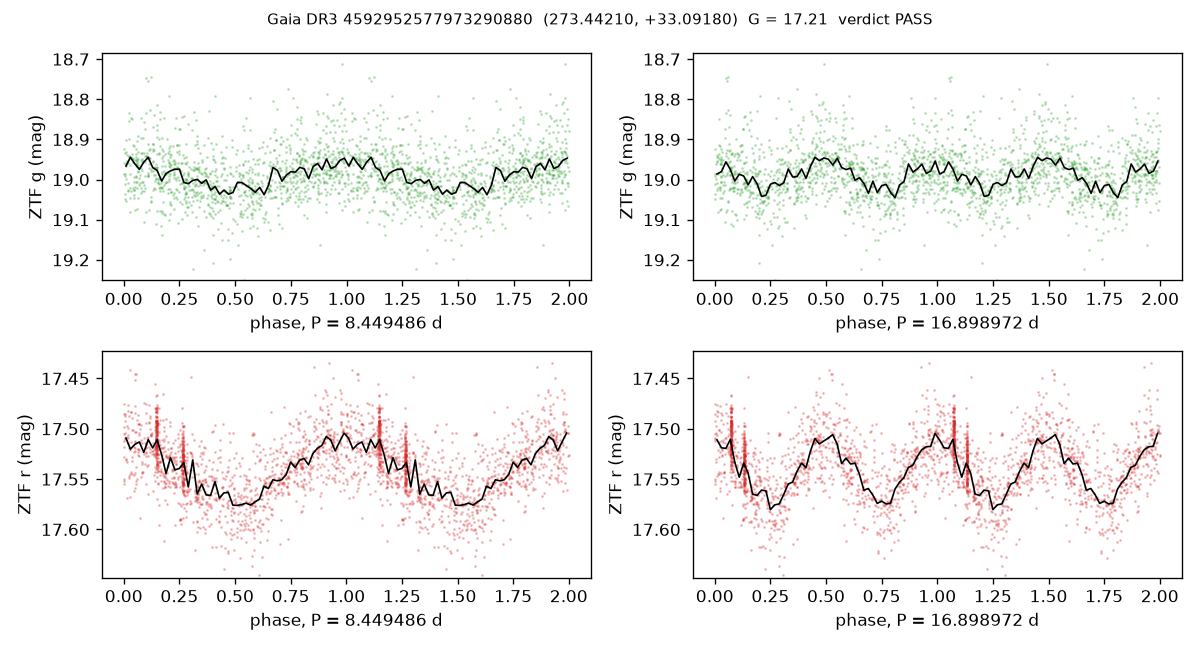 Gaia DR3 4592952577973290880 (273.44210, +33.09180) G = 17.21 verdict PASS
18.7
18.8
18.9
19.0
19.1
19.2
ZTF g (mag)
0.00 0.25 0.50 0.75 1.00 1.25 1.50 1.75 2.00
phase, P = 8.449486 d
18.7
18.8
18.9
19.0
19.1
19.2
ZTF g (mag)
0.00 0.25 0.50 0.75 1.00 1.25 1.50 1.75 2.00
phase, P = 16.898972 d
17.45
17.50
17.55
17.60
ZTF r (mag)
0.00 0.25 0.50 0.75 1.00 1.25 1.50 1.75 2.00
phase, P = 8.449486 d
17.45
17.50
17.55
17.60
ZTF r (mag)
0.00 0.25 0.50 0.75 1.00 1.25 1.50 1.75 2.00
phase, P = 16.898972 d